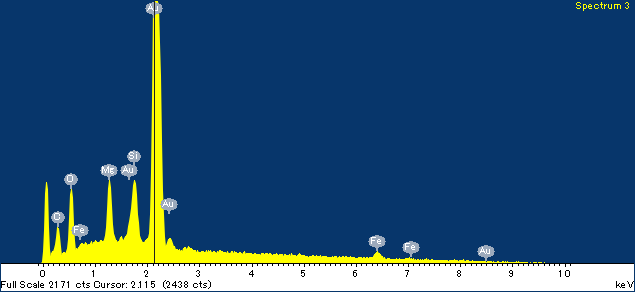 Spectrum 3
Au
Si
O Mg Au
C Fe Au
Fe Fe Au
0 1 2 3 4 5 6 7 8 9 10
Full Scale 2171 cts Cursor: 2.115 (2438 cts) keV